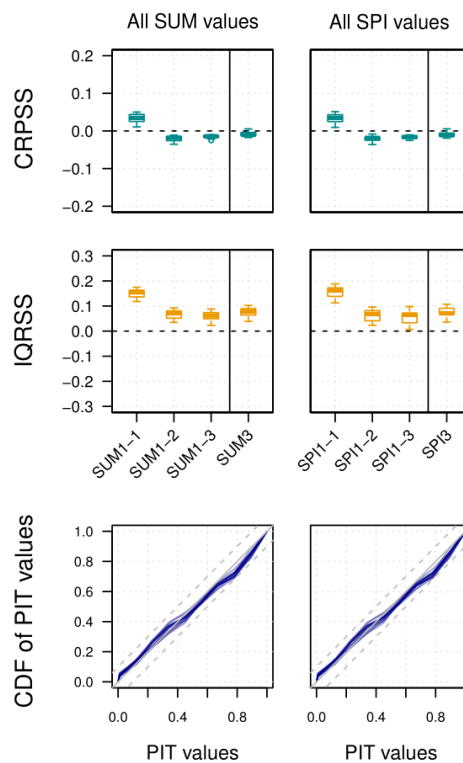 All SUM values
All SPI values
CRPSS
0.2
0.1
0.0
−0.1
−0.2
IQRSS
0.3
0.2
0.1
0.0
−0.1
−0.3
SUM1−1
SUM1−2
SUM1−3
SUM3
SPI1−1
SPI1−2
SPI1−3
SPI3
CDF of PIT values
1.0
0.8
0.6
0.4
0.2
0.0
0.0
0.4
0.8
0.0
0.4
0.8
PIT values
PIT values